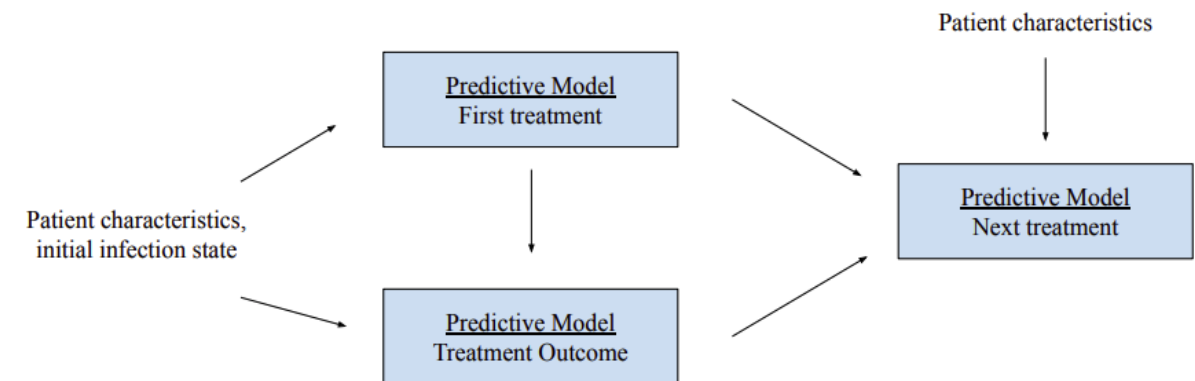 Patient characteristics
Predictive Model
First treatment
Patient characteristics,
initial infection state
Predictive Model
Next treatment
Predictive Model
Treatment Outcome